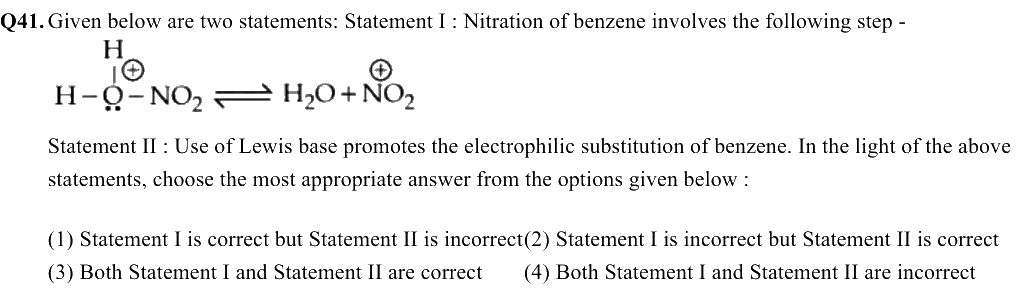 Q41. Given below are two statements: Statement I : Nitration of benzene involves the following step -
H
|⊕
H–O–NO₂ ⇌ H₂O + N⊕O₂
Statement II : Use of Lewis base promotes the electrophilic substitution of benzene. In the light of the above
statements, choose the most appropriate answer from the options given below :
(1) Statement I is correct but Statement II is incorrect(2) Statement I is incorrect but Statement II is correct
(3) Both Statement I and Statement II are correct (4) Both Statement I and Statement II are incorrect